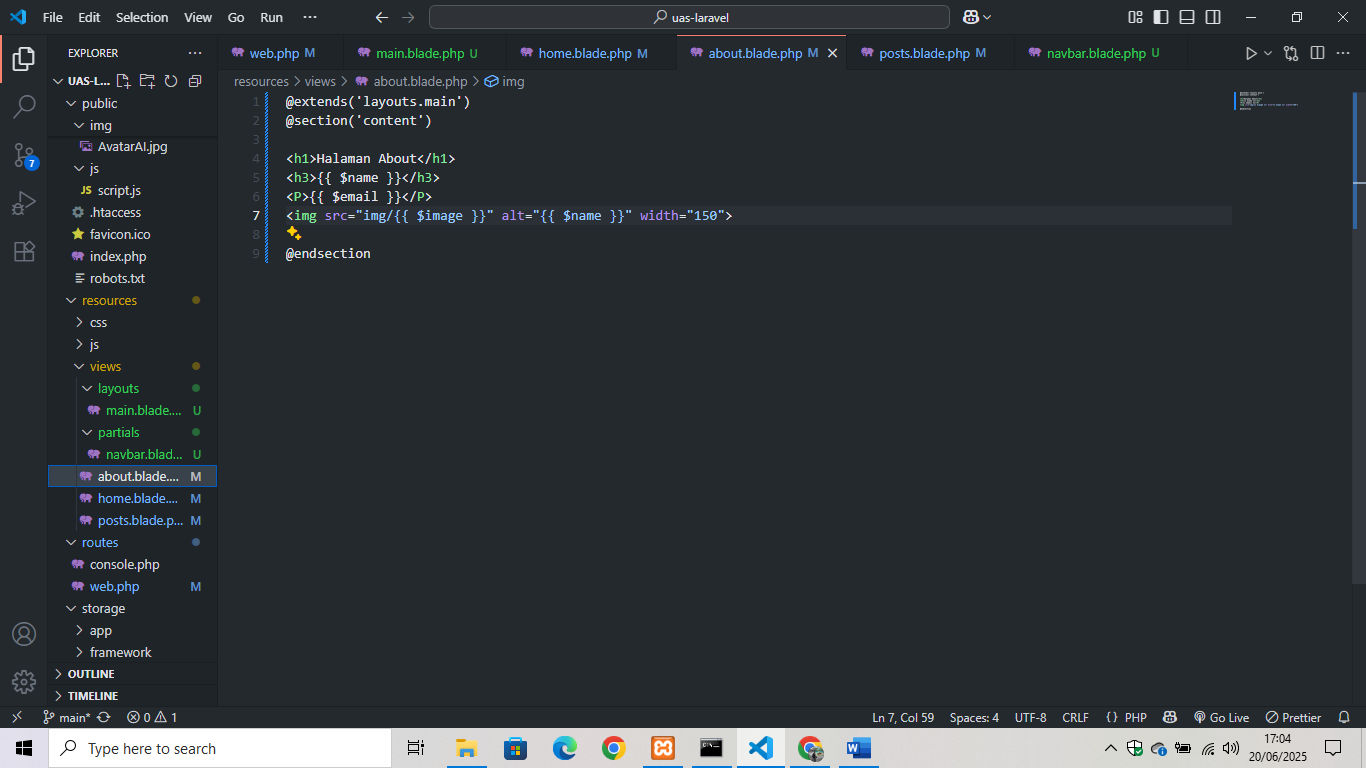 File Edit Selection View Go Run ··· uas-laravel
EXPLORER ···
web.php M main.blade.php U home.blade.php M about.blade.php M posts.blade.php M navbar.blade.php U
UAS-L...
resources > views > about.blade.php > img
public
img
AvatarAI.jpg
js
JS script.js
.htaccess
favicon.ico
index.php
robots.txt
resources
css
js
views
layouts
main.blade.... U
partials
navbar.blad... U
about.blade.... M
home.blade.... M
posts.blade.p... M
routes
console.php
web.php M
storage
app
framework
OUTLINE
TIMELINE
7
1 @extends('layouts.main')
2 @section('content')
3
4 <h1>Halaman About</h1>
5 <h3>{{ $name }}</h3>
6 <P>{{ $email }}</P>
7 <img src="img/{{ $image }}" alt="{{ $name }}" width="150">
8
9 @endsection
main* 0 1 Ln 7, Col 59 Spaces: 4 UTF-8 CRLF {} PHP Go Live Prettier
Type here to search
17:04
20/06/2025